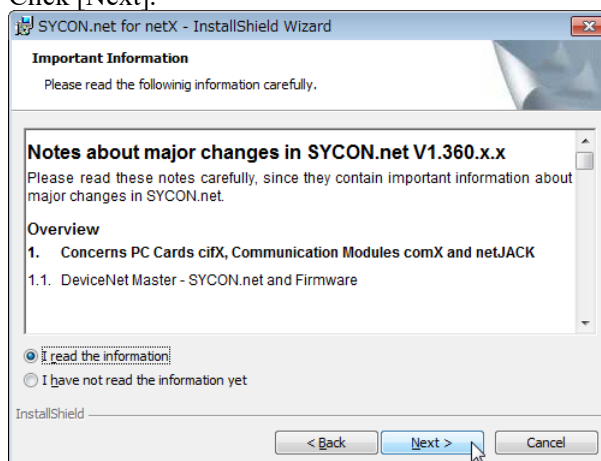 Click [Next].
SYCON.net for netX - InstallShield Wizard
Important Information
Please read the followinig information carefully.
Notes about major changes in SYCON.net V1.360.x.x
Please read these notes carefully, since they contain important information about
major changes in SYCON.net.
Overview
1. Concerns PC Cards cifX, Communication Modules comX and netJACK
1.1. DeviceNet Master - SYCON.net and Firmware
I read the information
I have not read the information yet
InstallShield
< Back Next > Cancel